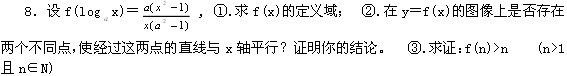 8. 设f(log_a x)=\frac{a(x²-1)}{x(a²-1)} , ①.求f(x)的定义域; ②.在y=f(x)的图像上是否存在
两个不同点,使经过这两点的直线与x轴平行?证明你的结论。 ③.求证:f(n)>n (n>1
且n∈N)